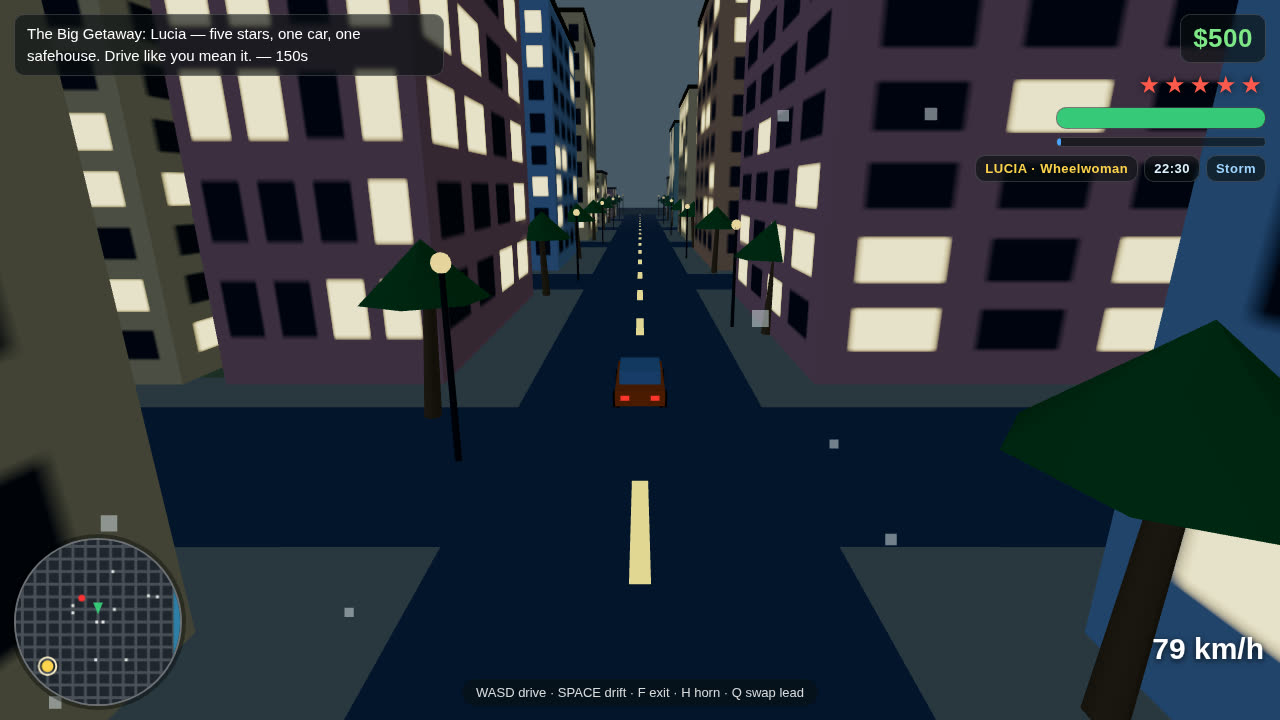 The Big Getaway: Lucia — five stars, one car, one
safehouse. Drive like you mean it. — 150s
$500
LUCIA · Wheelwoman
22:30
Storm
79 km/h
WASD drive · SPACE drift · F exit · H horn · Q swap lead